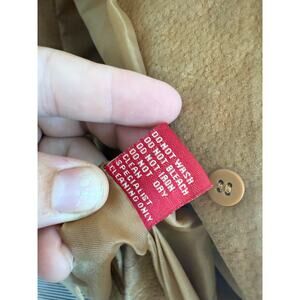 DO NOT WASH
DO NOT BLEACH
DO NOT IRON
DO NOT DRY
CLEAN
SPECIALIST
CLEANING ONLY